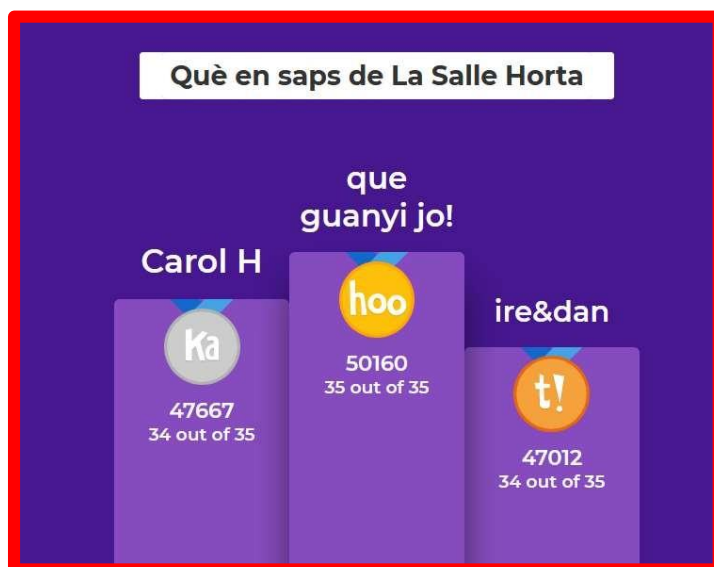 Què en saps de La Salle Horta
que
guanyi jo!
Carol H
ire&dan
Ka
hoo
t!
47667
34 out of 35
50160
35 out of 35
47012
34 out of 35